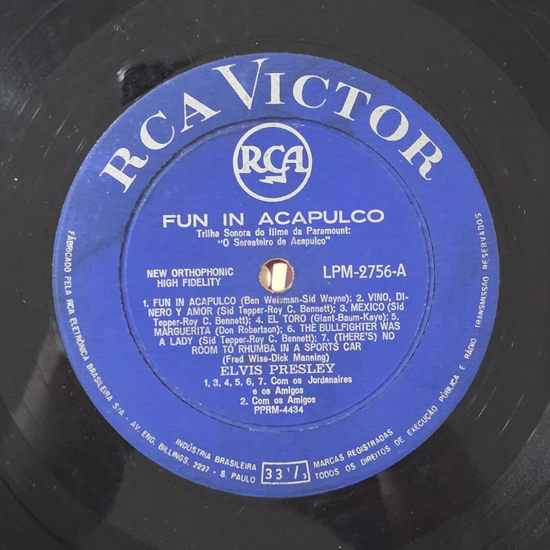 RCA VICTOR
RCA
FUN IN ACAPULCO
Trilha Sonora do filme da Paramount:
"O Seresteiro de Acapulco"
NEW ORTHOPHONIC
HIGH FIDELITY
LPM-2756-A
1. FUN IN ACAPULCO (Ben Weisman-Sid Wayne); 2. VINO, DI-
NERO Y AMOR (Sid Tepper-Roy C. Bennett); 3. MEXICO (Sid
Tepper-Roy C. Bennett); 4. EL TORO (Giant-Baum-Kaye); 5.
MARGUERITA (Don Robertson); 6. THE BULLFIGHTER WAS
A LADY (Sid Tepper-Roy C. Bennett); 7. (THERE'S) NO
ROOM TO RHUMBA IN A SPORTS CAR
(Fred Wise-Dick Manning)
ELVIS PRESLEY
1, 3, 4, 5, 6, 7. Com os Jordanaires
e os Amigos
2. Com os Amigos
PPRM-4434
FABRICADO PELA RCA ELETRÔNICA BRASILEIRA S/A - AV. ENG. BILLINGS, 2227 - S. PAULO
INDÚSTRIA BRASILEIRA
33 1/3
MARCAS REGISTRADAS
TODOS OS DIREITOS DE EXECUÇÃO PÚBLICA E RÁDIO TRANSMISSÃO RESERVADOS